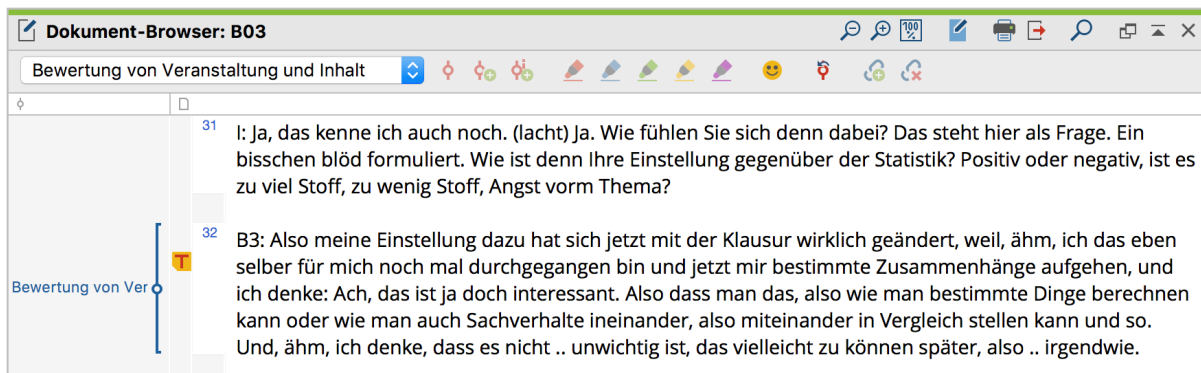 Dokument-Browser: B03
100
%
Bewertung von Veranstaltung und Inhalt
31
I: Ja, das kenne ich auch noch. (lacht) Ja. Wie fühlen Sie sich denn dabei? Das steht hier als Frage. Ein
bisschen blöd formuliert. Wie ist denn Ihre Einstellung gegenüber der Statistik? Positiv oder negativ, ist es
zu viel Stoff, zu wenig Stoff, Angst vorm Thema?
32
B3: Also meine Einstellung dazu hat sich jetzt mit der Klausur wirklich geändert, weil, ähm, ich das eben
T
selber für mich noch mal durchgegangen bin und jetzt mir bestimmte Zusammenhänge aufgehen, und
Bewertung von Ver
ich denke: Ach, das ist ja doch interessant. Also dass man das, also wie man bestimmte Dinge berechnen
kann oder wie man auch Sachverhalte ineinander, also miteinander in Vergleich stellen kann und so.
Und, ähm, ich denke, dass es nicht .. unwichtig ist, das vielleicht zu können später, also .. irgendwie.